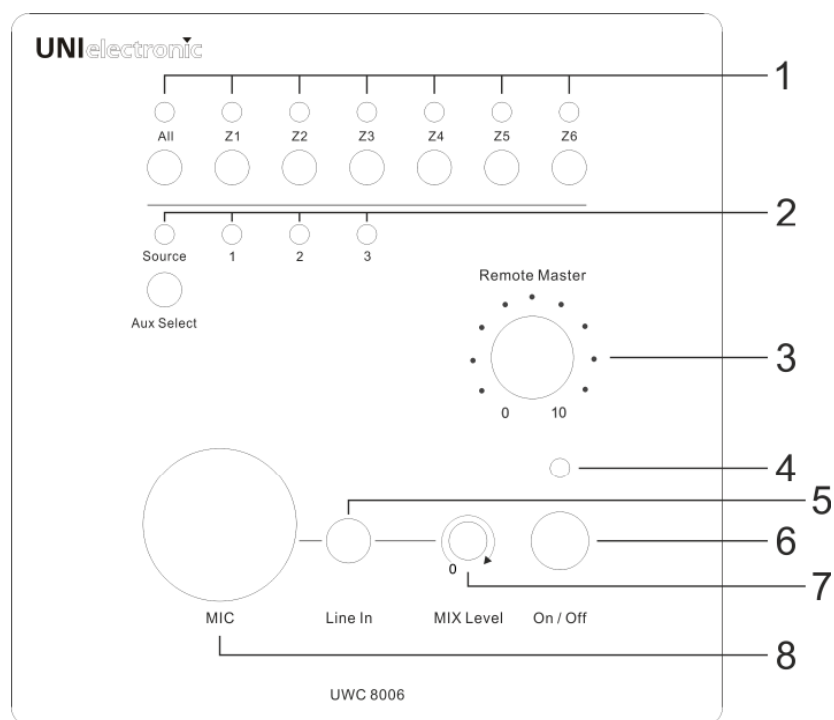 UNIelectronic
1
All Z1 Z2 Z3 Z4 Z5 Z6
2
Source 1 2 3
Aux Select
Remote Master
3
0 10
4
5
6
0
7
MIC Line In MIX Level On / Off
8
UWC 8006